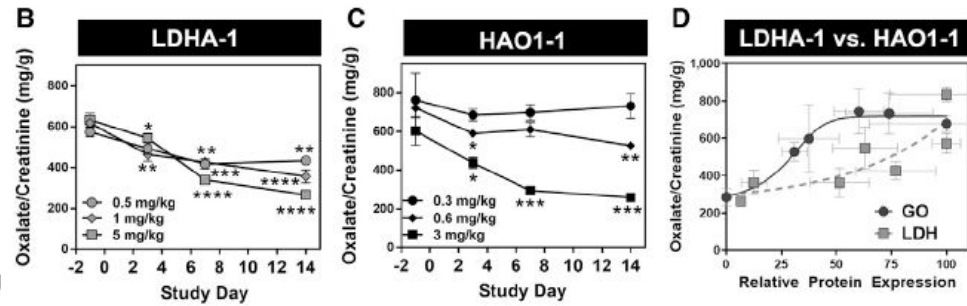 B
LDHA-1
Oxalate/Creatinine (mg/g)
800
600
400
200
0
*
**
**
***
****
**
****
****
0.5 mg/kg
1 mg/kg
5 mg/kg
-2 0 2 4 6 8 10 12 14
Study Day
C
HAO1-1
Oxalate/Creatinine (mg/g)
800
600
400
200
0
*
*
***
**
***
0.3 mg/kg
0.6 mg/kg
3 mg/kg
-2 0 2 4 6 8 10 12 14
Study Day
D
LDHA-1 vs. HAO1-1
Oxalate/Creatinine (mg/g)
1,000
800
600
400
200
0
GO
LDH
0 25 50 75 100
Relative Protein Expression